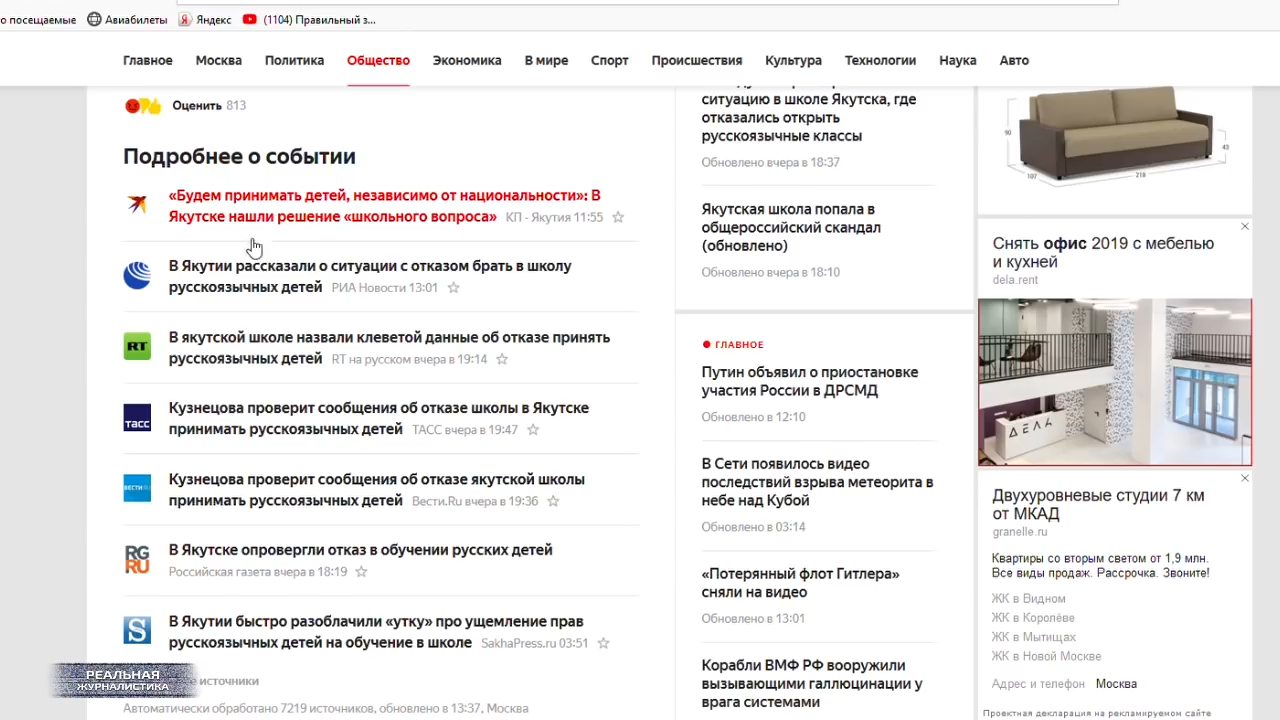 о посещаемые
Авиабилеты
Яндекс
(1104) Правильный з...
Главное
Москва
Политика
Общество
Экономика
В мире
Спорт
Происшествия
Культура
Технологии
Наука
Авто
Оценить 813
Подробнее о событии
«Будем принимать детей, независимо от национальности»: В
Якутске нашли решение «школьного вопроса» КП - Якутия 11:55
В Якутии рассказали о ситуации с отказом брать в школу
русскоязычных детей РИА Новости 13:01
RT
В якутской школе назвали клеветой данные об отказе принять
русскоязычных детей RT на русском вчера в 19:14
ТАСС
Кузнецова проверит сообщения об отказе школы в Якутске
принимать русскоязычных детей ТАСС вчера в 19:47
ВЕСТИ.RU
Кузнецова проверит сообщения об отказе якутской школы
принимать русскоязычных детей Вести.Ru вчера в 19:36
RG
RU
В Якутске опровергли отказ в обучении русских детей
Российская газета вчера в 18:19
S
В Якутии быстро разоблачили «утку» про ущемление прав
русскоязычных детей на обучение в школе SakhaPress.ru 03:51
РЕАЛЬНАЯ
ЖУРНАЛИСТИКА
источники
Автоматически обработано 7219 источников, обновлено в 13:37, Москва
ситуацию в школе Якутска, где
отказались открыть
русскоязычные классы
Обновлено вчера в 18:37
Якутская школа попала в
общероссийский скандал
(обновлено)
Обновлено вчера в 18:10
ГЛАВНОЕ
Путин объявил о приостановке
участия России в ДРСМД
Обновлено в 12:10
В Сети появилось видео
последствий взрыва метеорита в
небе над Кубой
Обновлено в 03:14
«Потерянный флот Гитлера»
сняли на видео
Обновлено в 13:01
Корабли ВМФ РФ вооружили
вызывающими галлюцинации у
врага системами
90
107
218
43
Снять офис 2019 с мебелью
и кухней
dela.rent
ДЕЛЬ
Двухуровневые студии 7 км
от МКАД
granelle.ru
Квартиры со вторым светом от 1,9 млн.
Все виды продаж. Рассрочка. Звоните!
ЖК в Видном
ЖК в Королёве
ЖК в Мытищах
ЖК в Новой Москве
Адрес и телефон Москва
Проектная декларация на рекламируемом сайте